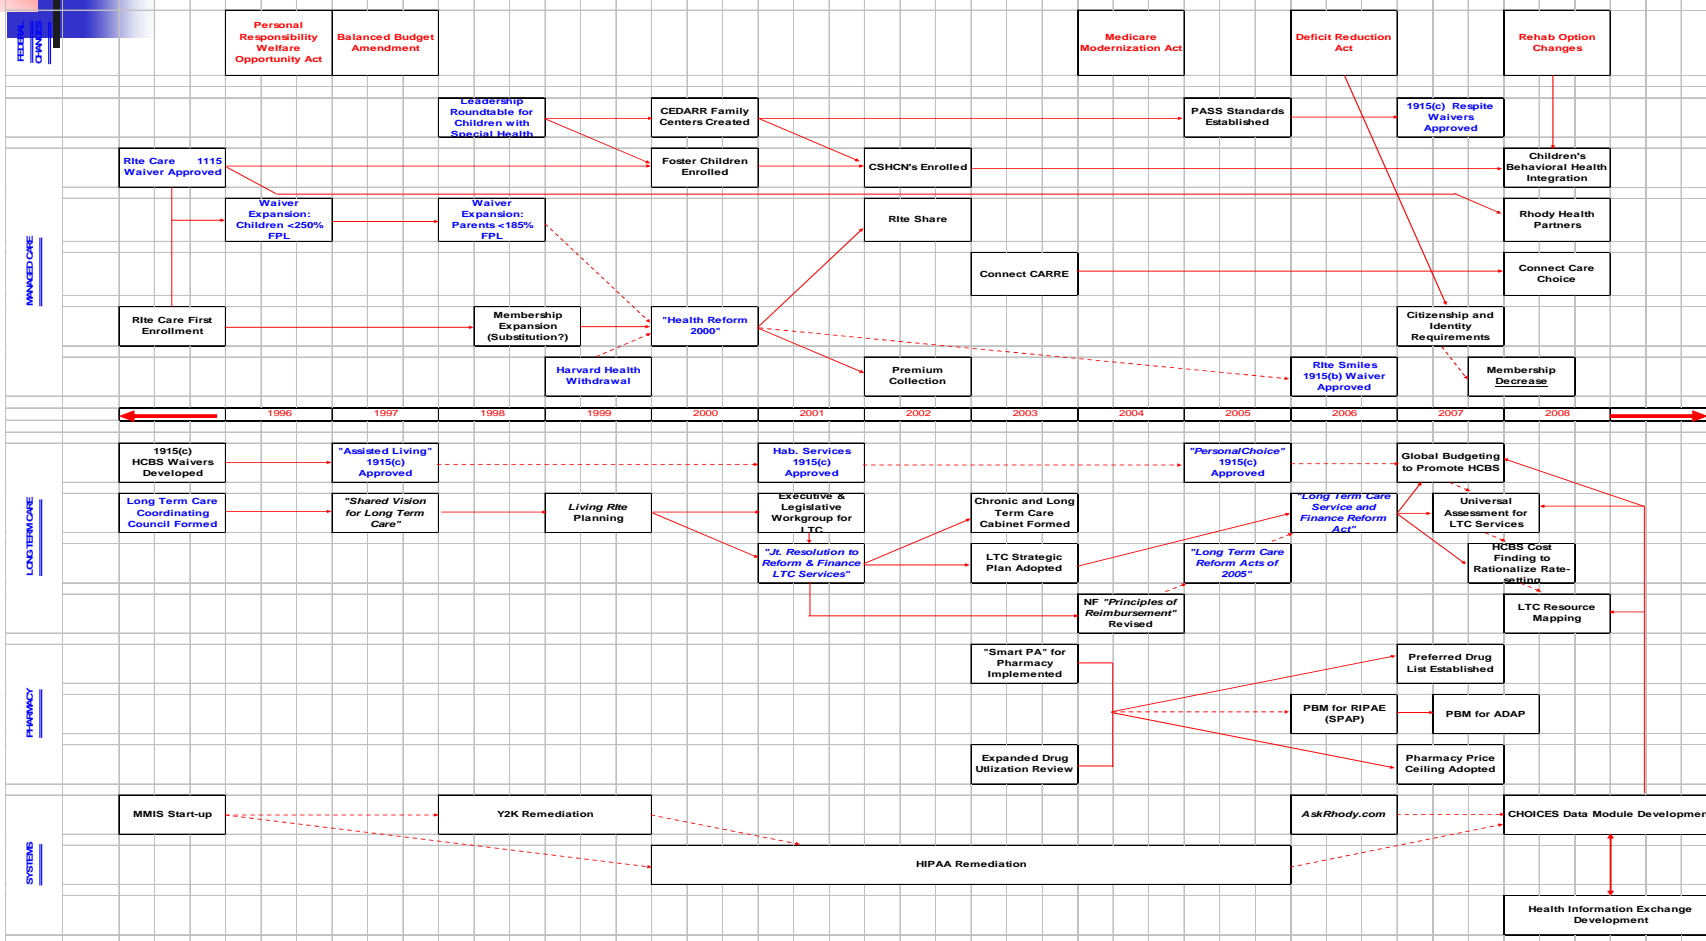 FEDERAL
CHANGES
Personal
Responsibility
Welfare
Opportunity Act
Balanced Budget
Amendment
Medicare
Modernization Act
Deficit Reduction
Act
Rehab Option
Changes
Leadership
Roundtable for
Children with
Special Health
CEDARR Family
Centers Created
PASS Standards
Established
1915(c) Respite
Waivers
Approved
MANAGED CARE
RIte Care 1115
Waiver Approved
Foster Children
Enrolled
CSHCN's Enrolled
Children's
Behavioral Health
Integration
Waiver
Expansion:
Children <250%
FPL
Waiver
Expansion:
Parents <185%
FPL
RIte Share
Rhody Health
Partners
Connect CARRE
Connect Care
Choice
RIte Care First
Enrollment
Membership
Expansion
(Substitution?)
"Health Reform
2000"
Citizenship and
Identity
Requirements
Harvard Health
Withdrawal
Premium
Collection
RIte Smiles
1915(b) Waiver
Approved
Membership
Decrease
1996 1997 1998 1999 2000 2001 2002 2003 2004 2005 2006 2007 2008
LONG TERM CARE
1915(c)
HCBS Waivers
Developed
"Assisted Living"
1915(c)
Approved
Hab. Services
1915(c)
Approved
"PersonalChoice"
1915(c)
Approved
Global Budgeting
to Promote HCBS
Long Term Care
Coordinating
Council Formed
"Shared Vision
for Long Term
Care"
Living RIte
Planning
Executive &
Legislative
Workgroup for
LTC
Chronic and Long
Term Care
Cabinet Formed
"Long Term Care
Service and
Finance Reform
Act"
Universal
Assessment for
LTC Services
"Jt. Resolution to
Reform & Finance
LTC Services"
LTC Strategic
Plan Adopted
"Long Term Care
Reform Acts of
2005"
HCBS Cost
Finding to
Rationalize Rate-
setting
NF "Principles of
Reimbursement"
Revised
LTC Resource
Mapping
PHARMACY
"Smart PA" for
Pharmacy
Implemented
Preferred Drug
List Established
PBM for RIPAE
(SPAP)
PBM for ADAP
Expanded Drug
Utlization Review
Pharmacy Price
Ceiling Adopted
SYSTEMS
MMIS Start-up
Y2K Remediation
AskRhody.com
CHOICES Data Module Developmen
HIPAA Remediation
Health Information Exchange
Development